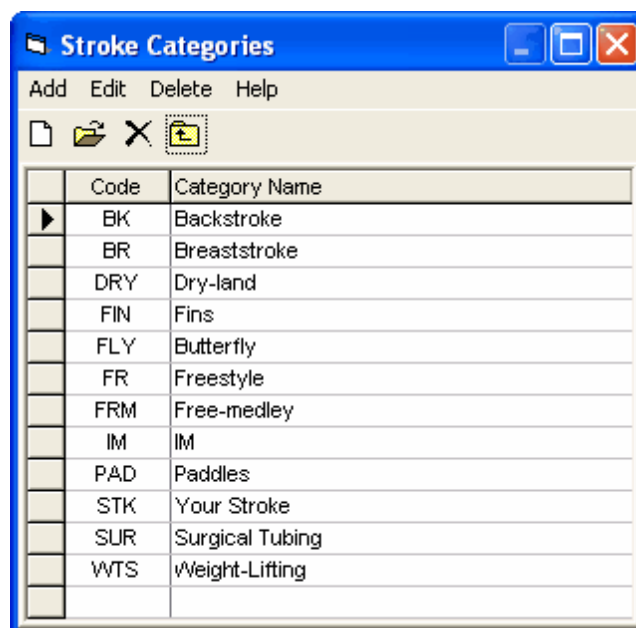 Stroke Categories
Add Edit Delete Help
Code Category Name
BK Backstroke
BR Breaststroke
DRY Dry-land
FIN Fins
FLY Butterfly
FR Freestyle
FRM Free-medley
IM IM
PAD Paddles
STK Your Stroke
SUR Surgical Tubing
WTS Weight-Lifting